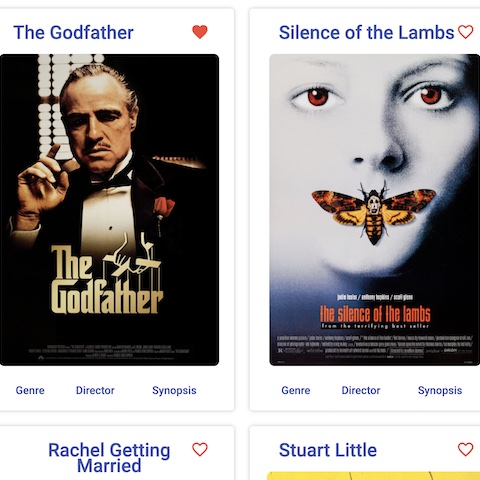 The Godfather
The
Godfather
Genre
Director
Synopsis
Silence of the Lambs
jodie foster / anthony hopkins / scott glenn
the silence of the lambs
from the terrifying best seller
Genre
Director
Synopsis
Rachel Getting
Married
Stuart Little